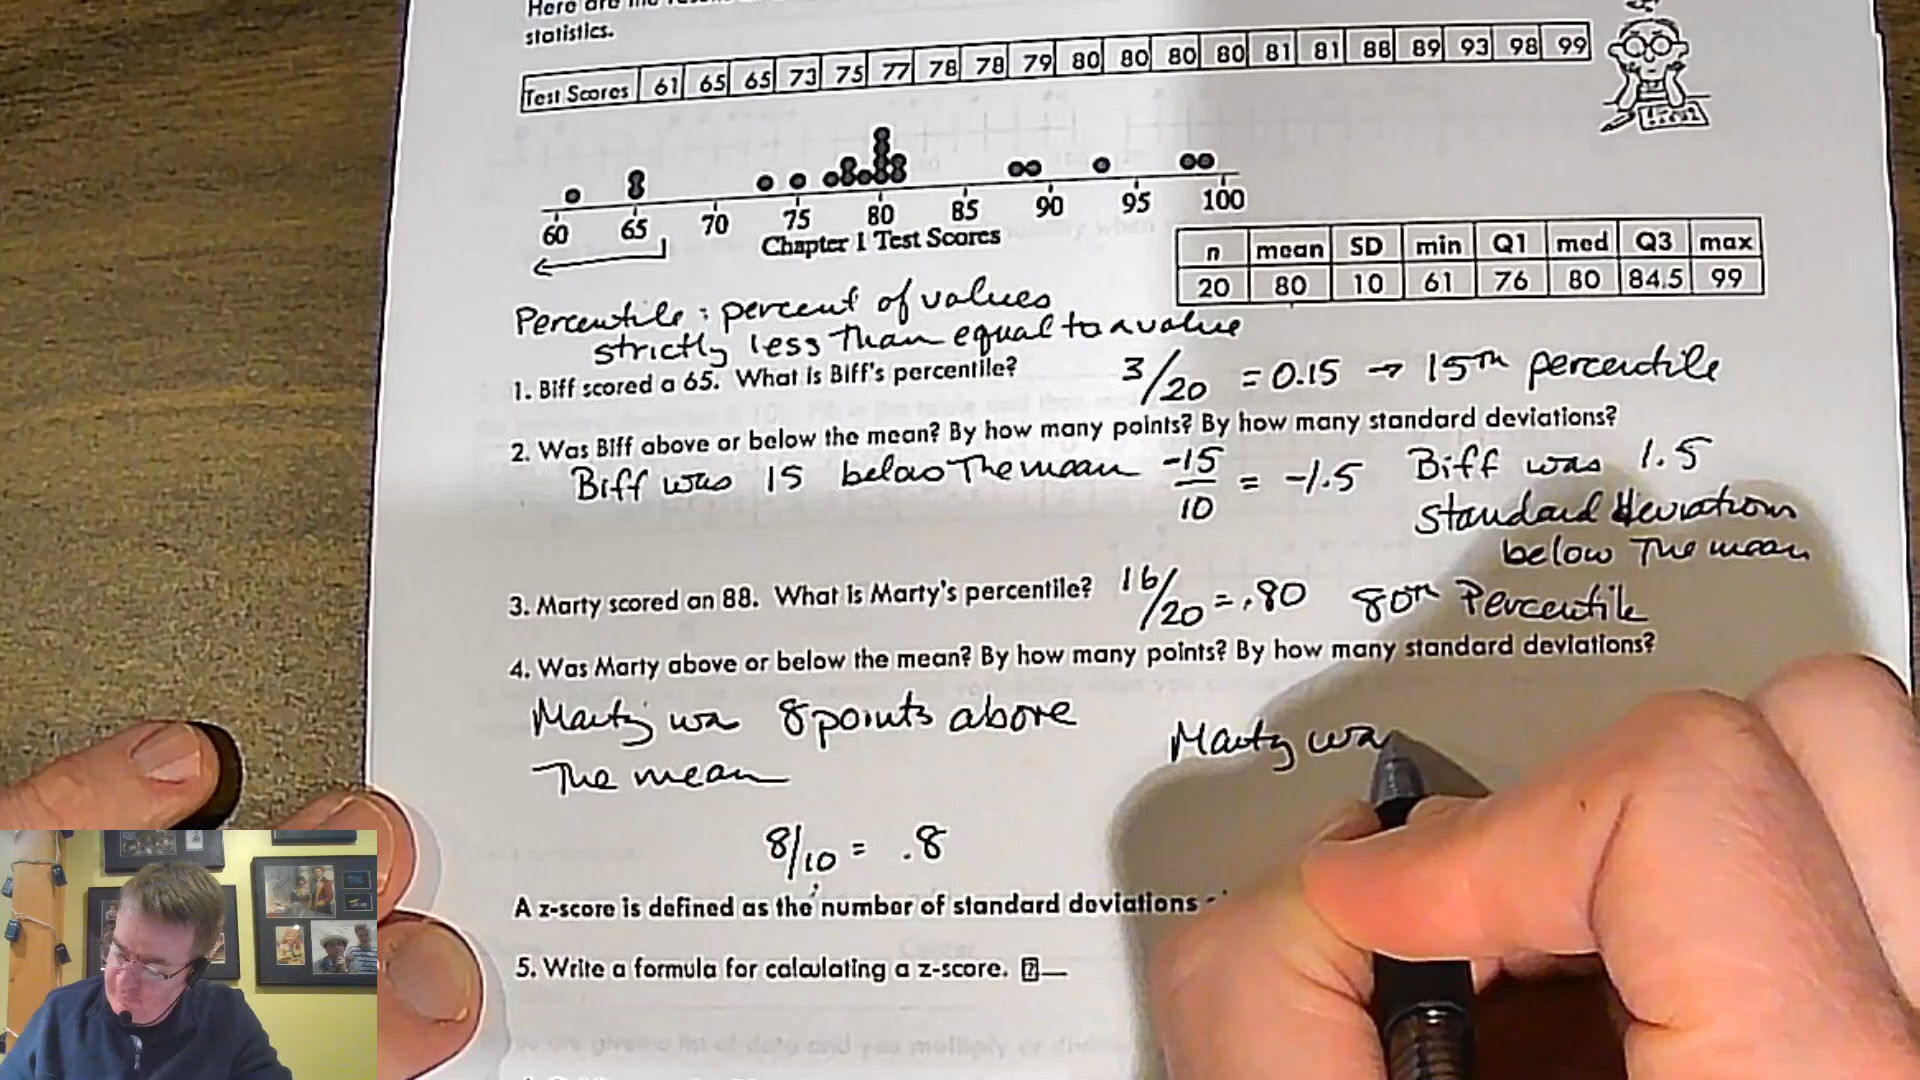 Here are the
statistics.
Test Scores 61 65 65 73 75 77 78 78 79 80 80 80 80 81 81 88 89 93 98 99
60 65 70 75 80 85 90 95 100
Chapter 1 Test Scores
n mean SD min Q1 med Q3 max
20 80 10 61 76 80 84.5 99
Percentile : percent of values
strictly less than equal to a value
1. Biff scored a 65. What is Biff's percentile? 3/20 = 0.15 → 15th percentile
2. Was Biff above or below the mean? By how many points? By how many standard deviations?
Biff was 15 below The mean -15/10 = -1.5 Biff was 1.5
standard deviations
below The mean
3. Marty scored an 88. What is Marty's percentile? 16/20 = .80 80th Percentile
4. Was Marty above or below the mean? By how many points? By how many standard deviations?
Marty was 8 points above Marty was
The mean
8/10 = .8
A z-score is defined as the number of standard deviations
5. Write a formula for calculating a z-score.